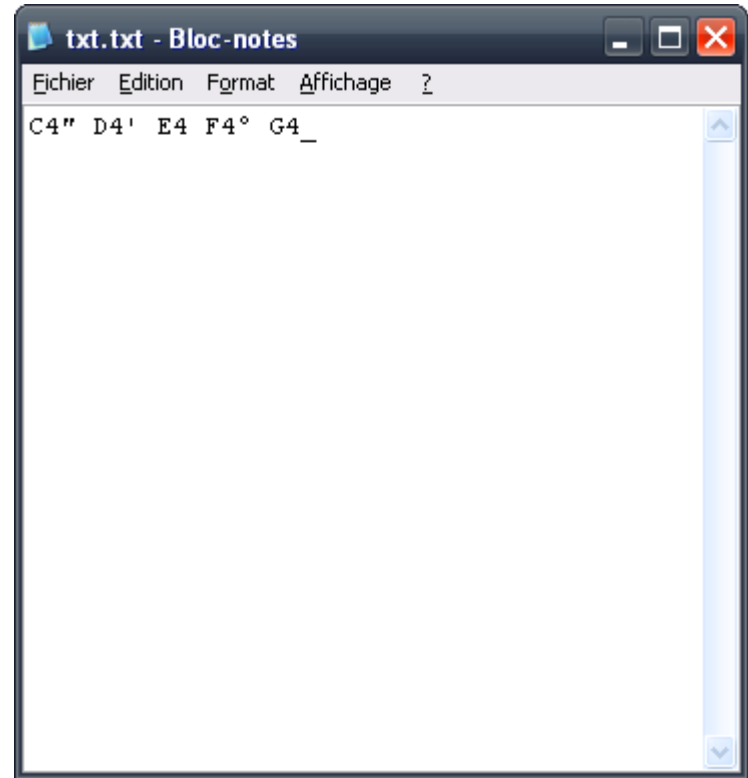 txt.txt - Bloc-notes
Fichier Edition Format Affichage ?
C4" D4' E4 F4° G4_